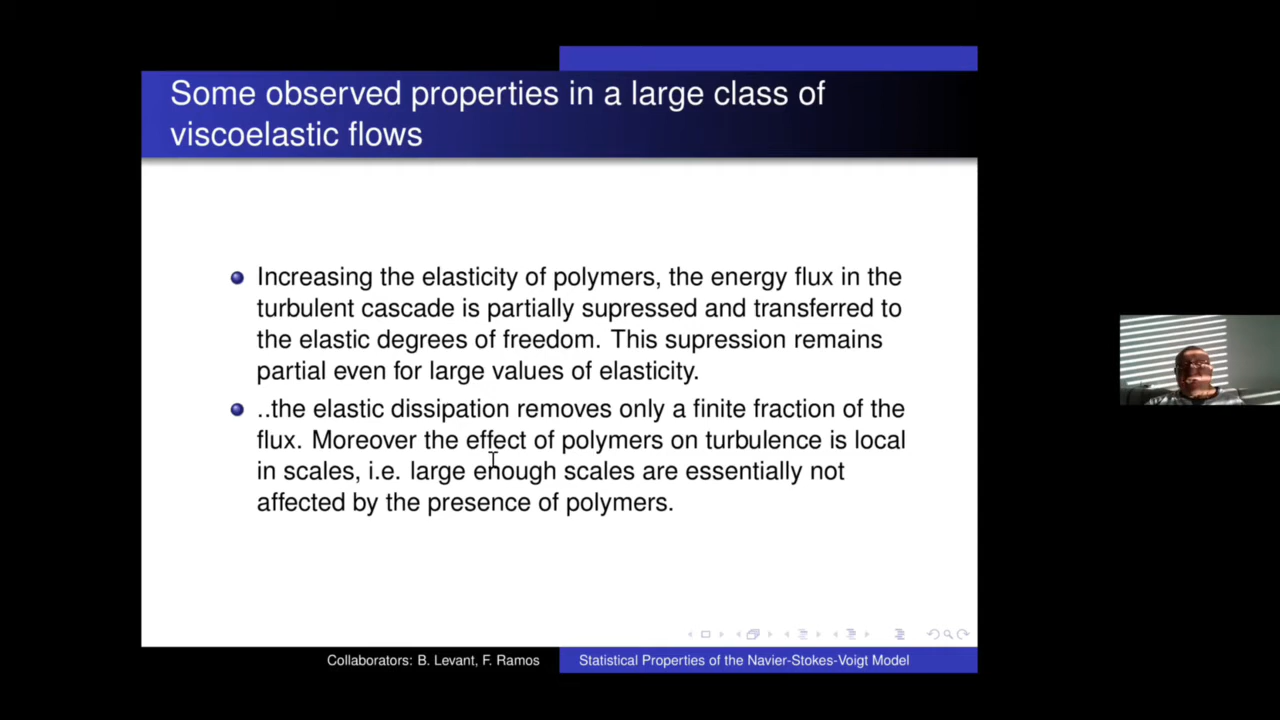 Some observed properties in a large class of
viscoelastic flows
Increasing the elasticity of polymers, the energy flux in the
turbulent cascade is partially supressed and transferred to
the elastic degrees of freedom. This supression remains
partial even for large values of elasticity.
..the elastic dissipation removes only a finite fraction of the
flux. Moreover the effect of polymers on turbulence is local
in scales, i.e. large enough scales are essentially not
affected by the presence of polymers.
Collaborators: B. Levant, F. Ramos
Statistical Properties of the Navier-Stokes-Voigt Model